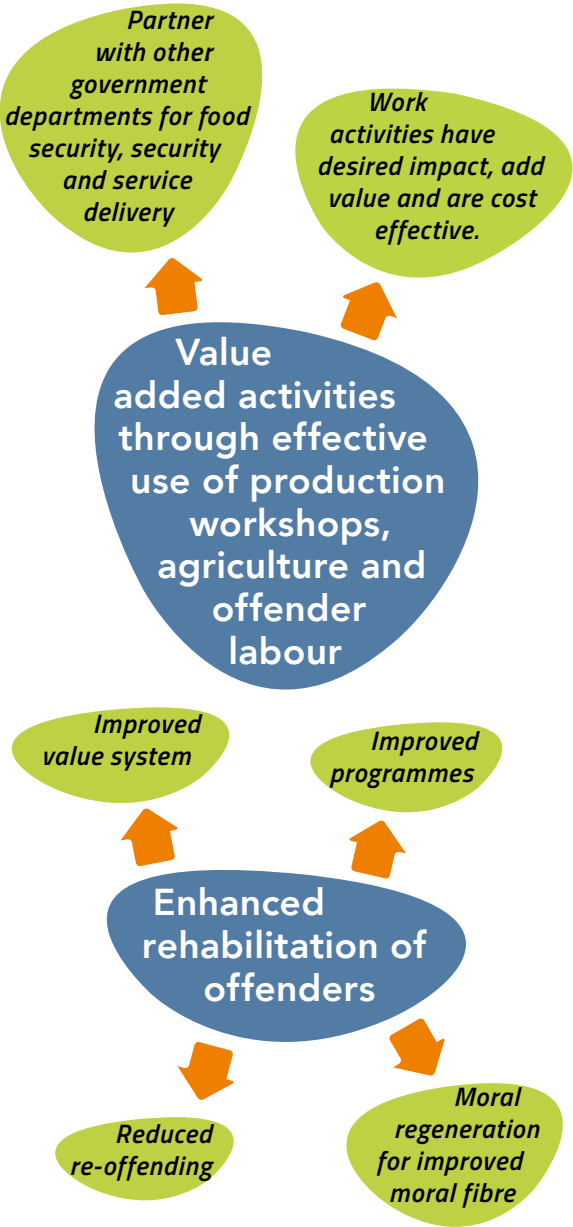 Partner
with other
government
departments for food
security, security
and service
delivery
Work
activities have
desired impact, add
value and are cost
effective.
Value
added activities
through effective
use of production
workshops,
agriculture and
offender
labour
Improved
value system
Improved
programmes
Enhanced
rehabilitation of
offenders
Reduced
re-offending
Moral
regeneration
for improved
moral fibre